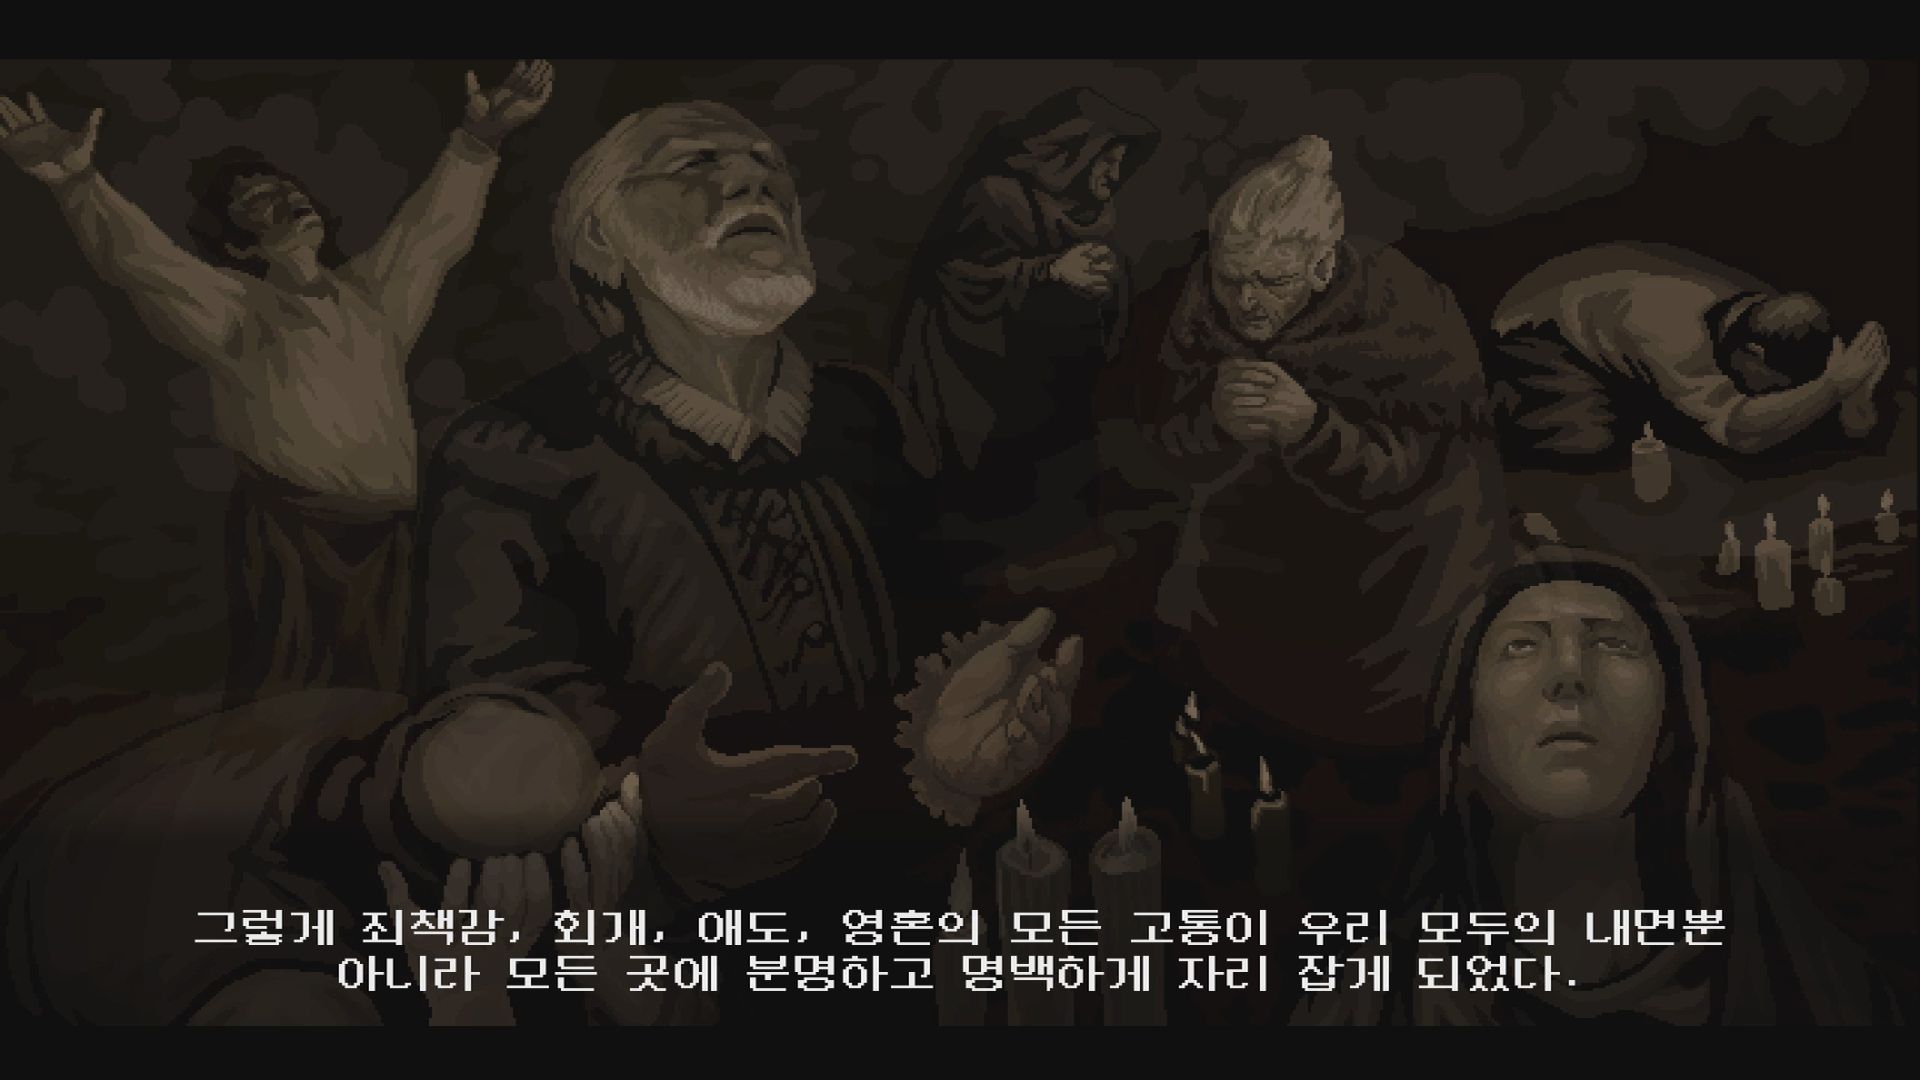 그렇게 죄책감, 회개, 애도, 영혼의 모든 고통이 우리 모두의 내면뿐
아니라 모든 곳에 분명하고 명백하게 자리 잡게 되었다.